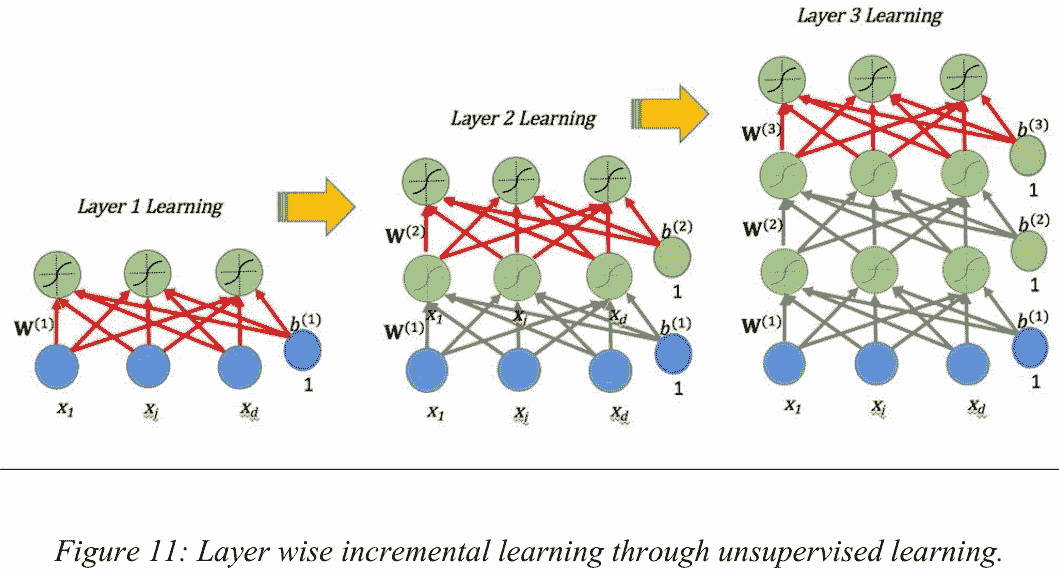 Layer 3 Learning
Layer 2 Learning
Layer 1 Learning
W(1)
b(1)
1
x1 xj xd
W(2)
b(2)
1
x1 xj xd
W(1)
b(1)
1
x1 xj xd
W(3)
b(3)
1
W(2)
b(2)
1
W(1)
b(1)
1
x1 xj xd
Figure 11: Layer wise incremental learning through unsupervised learning.